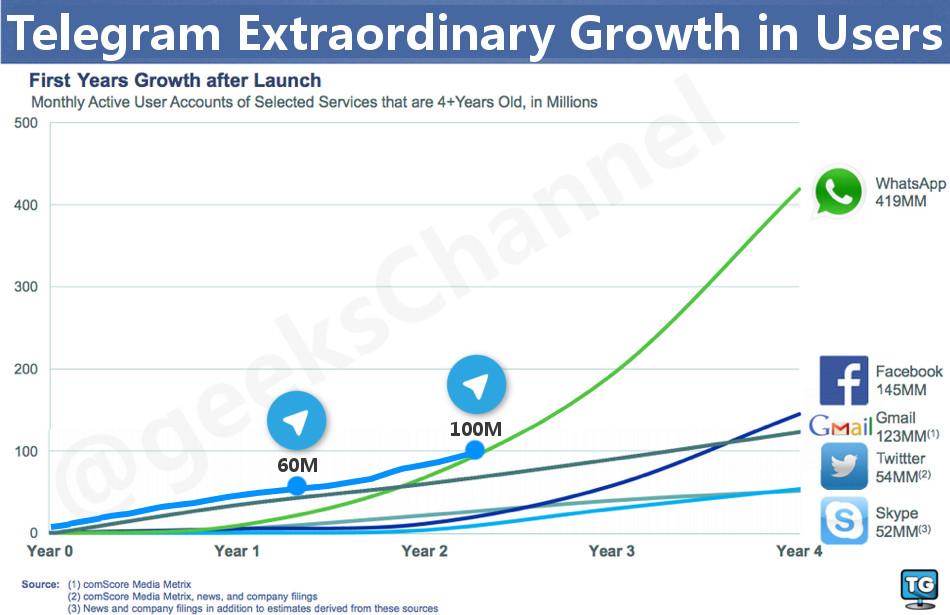 Telegram Extraordinary Growth in Users
First Years Growth after Launch
Monthly Active User Accounts of Selected Services that are 4+Years Old, in Millions
500
400
300
200
100
0
@geeksChannel
60M
100M
WhatsApp
419MM
Facebook
145MM
Gmail
Gmail
123MM(1)
Twittter
54MM(2)
Skype
52MM(3)
Year 0
Year 1
Year 2
Year 3
Year 4
Source: (1) comScore Media Metrix
(2) comScore Media Metrix, news, and company filings
(3) News and company filings in addition to estimates derived from these sources
TG